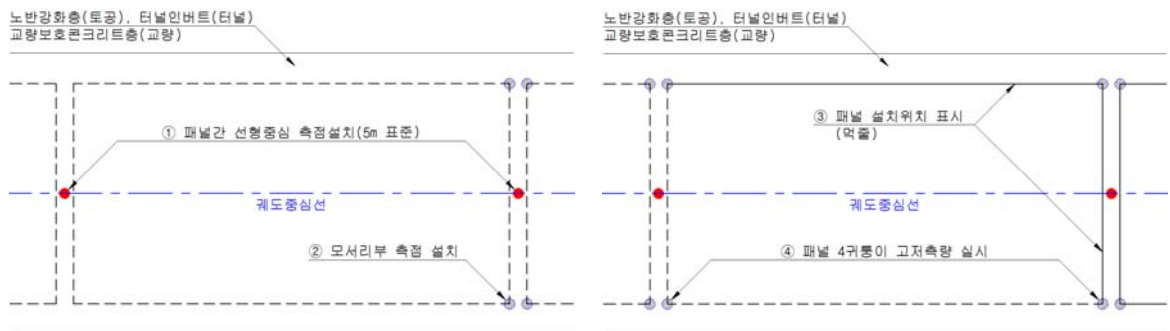 노반강화층(토공), 터널인버트(터널)
교량보호콘크리트층(교량)
① 패널간 선형중심 측점설치(5m 표준)
궤도중심선
② 모서리부 측점 설치
노반강화층(토공), 터널인버트(터널)
교량보호콘크리트층(교량)
③ 패널 설치위치 표시
(먹줄)
궤도중심선
④ 패널 4귀퉁이 고저측량 실시